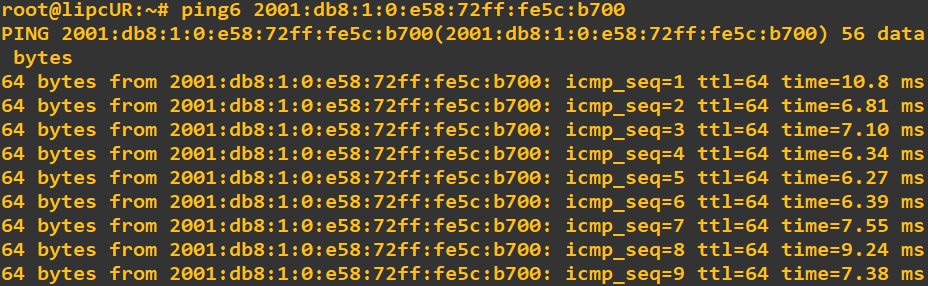 root@lipcUR:~# ping6 2001:db8:1:0:e58:72ff:fe5c:b700
PING 2001:db8:1:0:e58:72ff:fe5c:b700(2001:db8:1:0:e58:72ff:fe5c:b700) 56 data
bytes
64 bytes from 2001:db8:1:0:e58:72ff:fe5c:b700: icmp_seq=1 ttl=64 time=10.8 ms
64 bytes from 2001:db8:1:0:e58:72ff:fe5c:b700: icmp_seq=2 ttl=64 time=6.81 ms
64 bytes from 2001:db8:1:0:e58:72ff:fe5c:b700: icmp_seq=3 ttl=64 time=7.10 ms
64 bytes from 2001:db8:1:0:e58:72ff:fe5c:b700: icmp_seq=4 ttl=64 time=6.34 ms
64 bytes from 2001:db8:1:0:e58:72ff:fe5c:b700: icmp_seq=5 ttl=64 time=6.27 ms
64 bytes from 2001:db8:1:0:e58:72ff:fe5c:b700: icmp_seq=6 ttl=64 time=6.39 ms
64 bytes from 2001:db8:1:0:e58:72ff:fe5c:b700: icmp_seq=7 ttl=64 time=7.55 ms
64 bytes from 2001:db8:1:0:e58:72ff:fe5c:b700: icmp_seq=8 ttl=64 time=9.24 ms
64 bytes from 2001:db8:1:0:e58:72ff:fe5c:b700: icmp_seq=9 ttl=64 time=7.38 ms